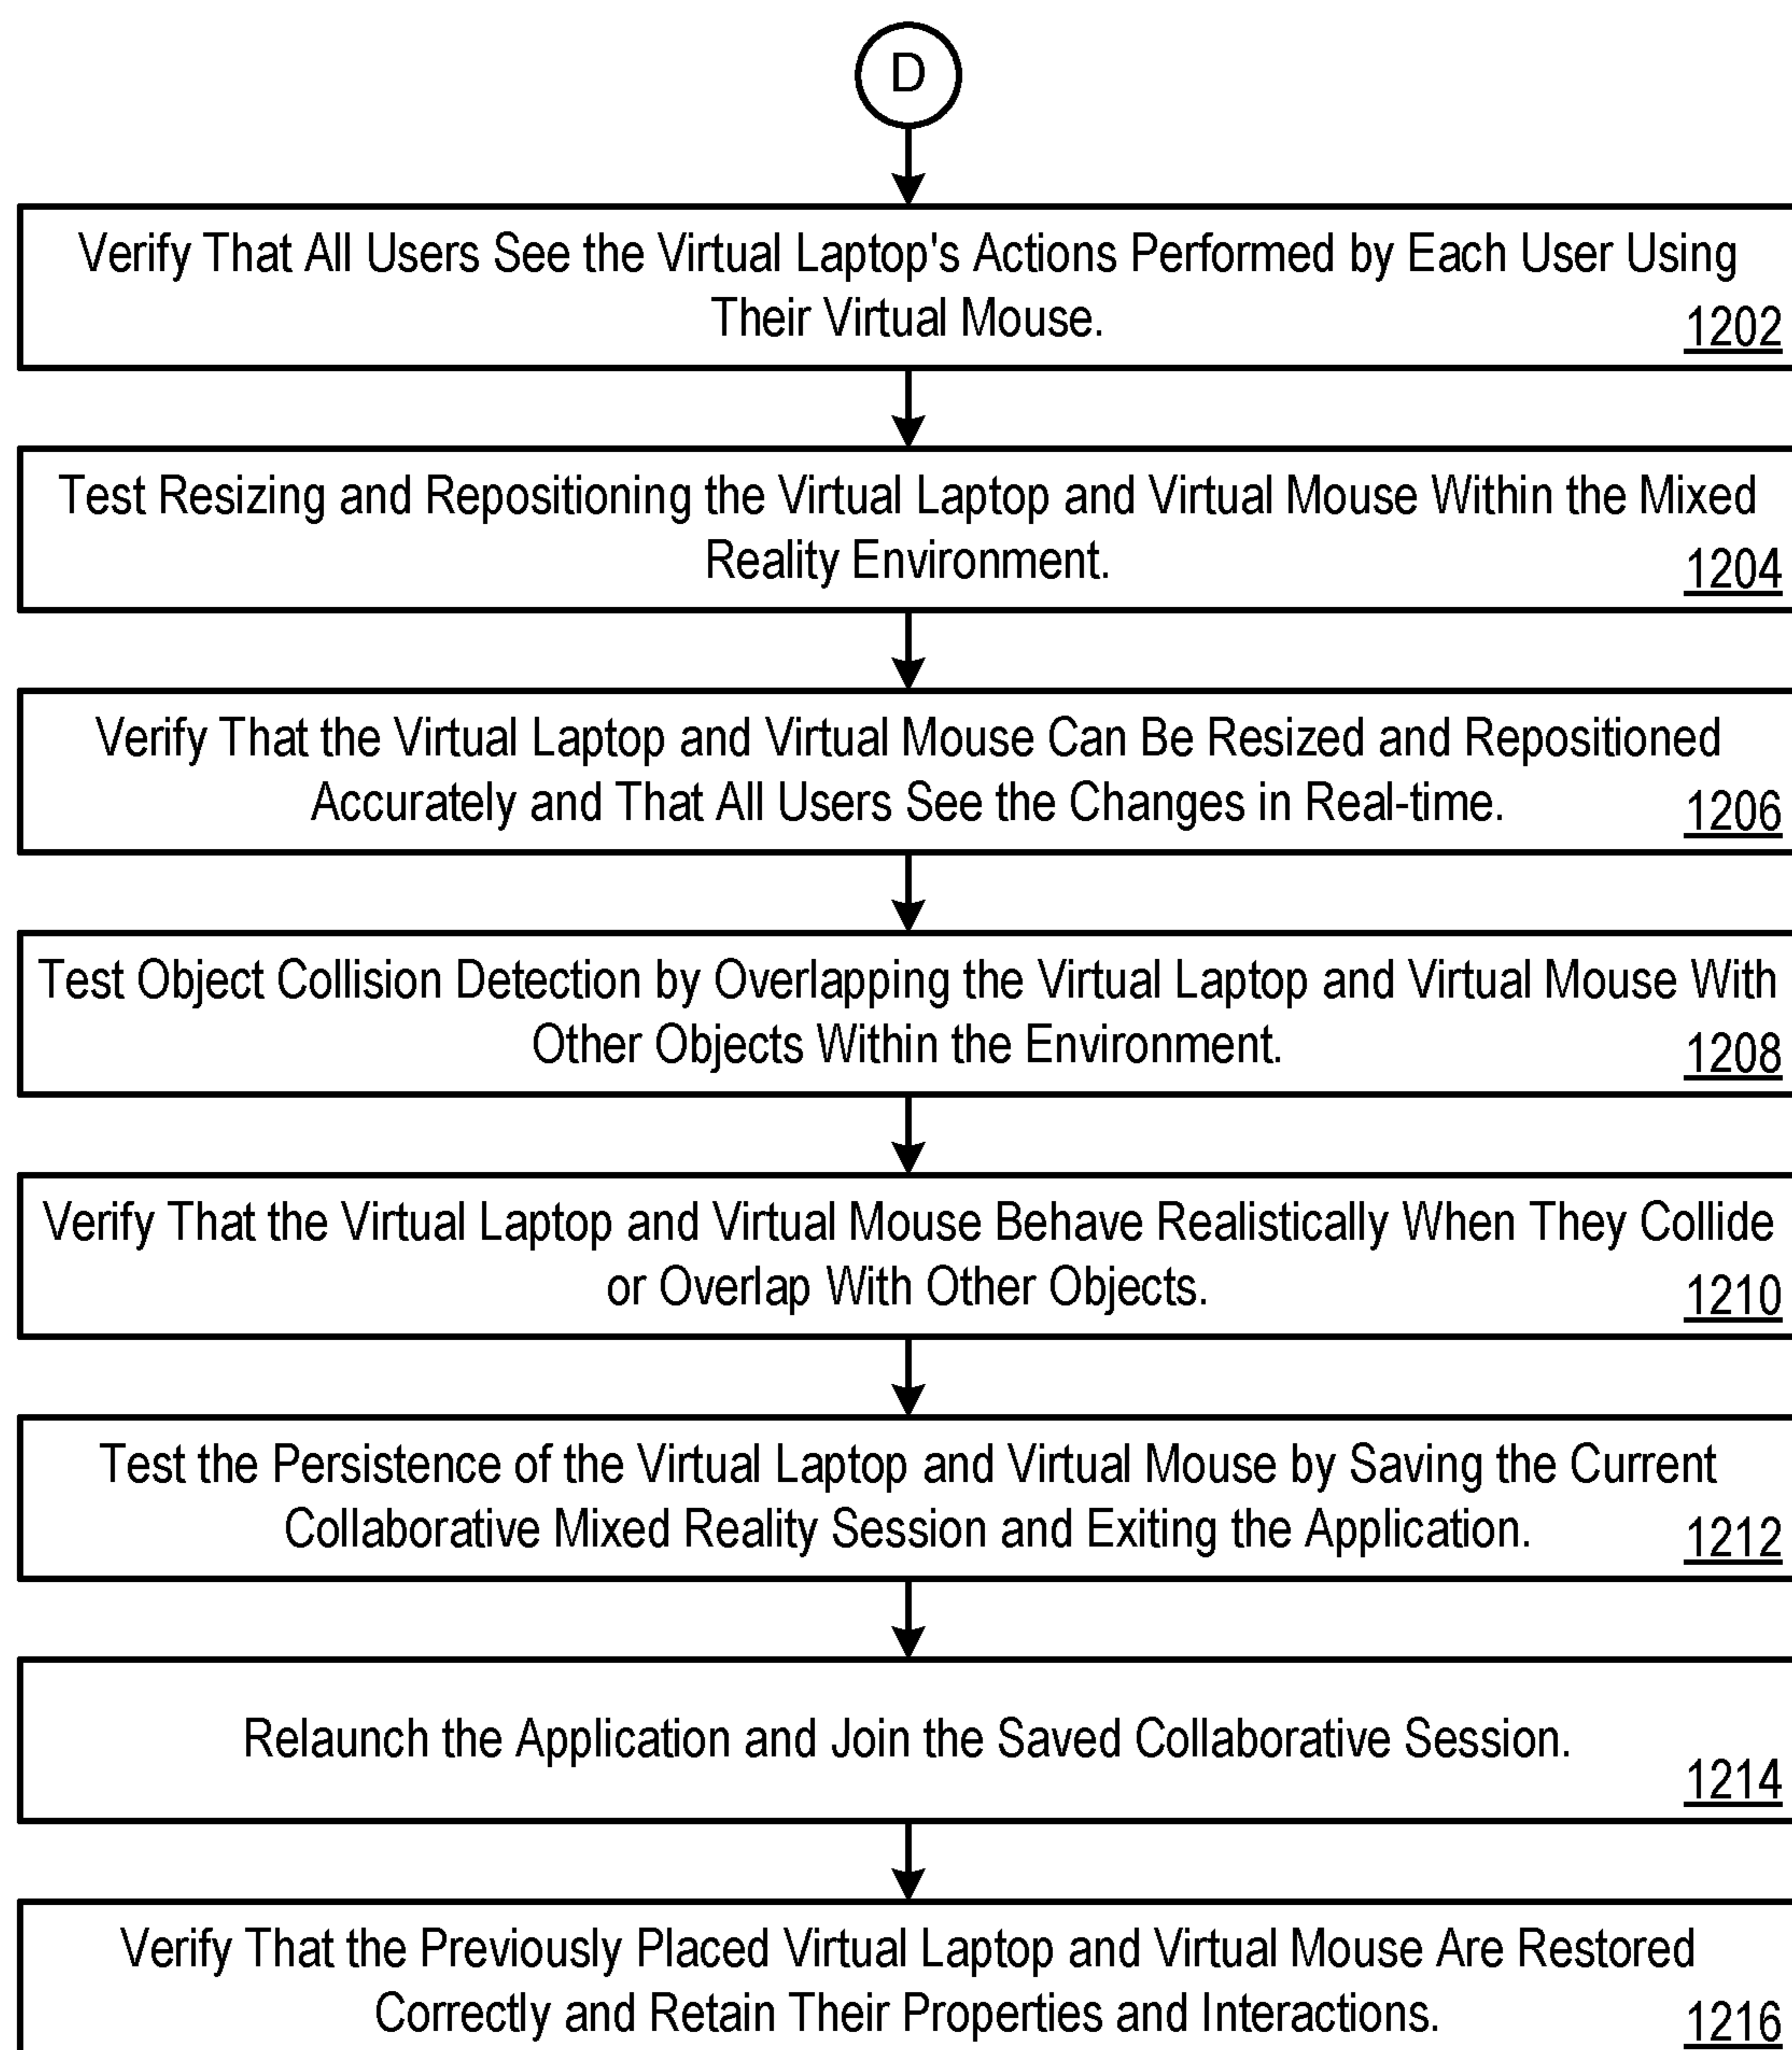 D
Verify That All Users See the Virtual Laptop's Actions Performed by Each User Using
Their Virtual Mouse.
1202
Test Resizing and Repositioning the Virtual Laptop and Virtual Mouse Within the Mixed
Reality Environment.
1204
Verify That the Virtual Laptop and Virtual Mouse Can Be Resized and Repositioned
Accurately and That All Users See the Changes in Real-time.
1206
Test Object Collision Detection by Overlapping the Virtual Laptop and Virtual Mouse With
Other Objects Within the Environment.
1208
Verify That the Virtual Laptop and Virtual Mouse Behave Realistically When They Collide
or Overlap With Other Objects.
1210
Test the Persistence of the Virtual Laptop and Virtual Mouse by Saving the Current
Collaborative Mixed Reality Session and Exiting the Application.
1212
Relaunch the Application and Join the Saved Collaborative Session.
1214
Verify That the Previously Placed Virtual Laptop and Virtual Mouse Are Restored
Correctly and Retain Their Properties and Interactions.
1216